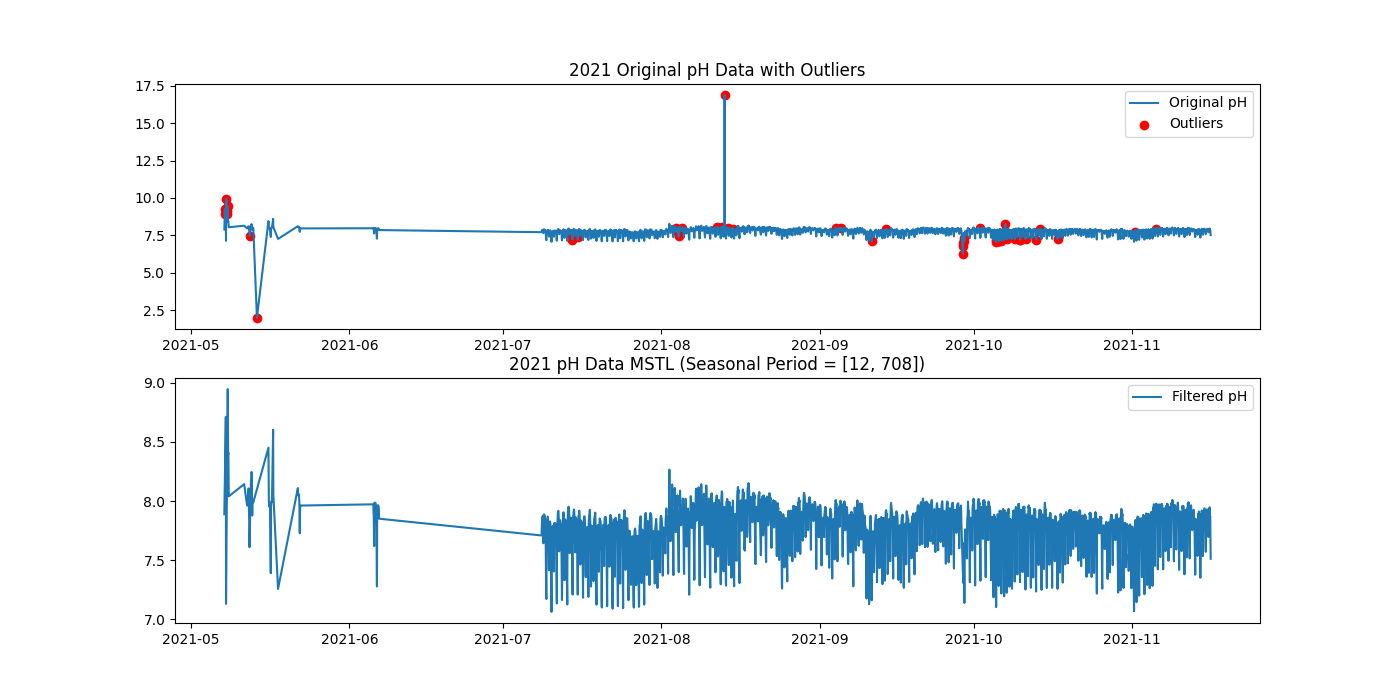 2021 Original pH Data with Outliers
17.5
15.0
12.5
10.0
7.5
5.0
2.5
Original pH
Outliers
2021-05 2021-06 2021-07 2021-08 2021-09 2021-10 2021-11
2021 pH Data MSTL (Seasonal Period = [12, 708])
9.0
8.5
8.0
7.5
7.0
Filtered pH
2021-05 2021-06 2021-07 2021-08 2021-09 2021-10 2021-11